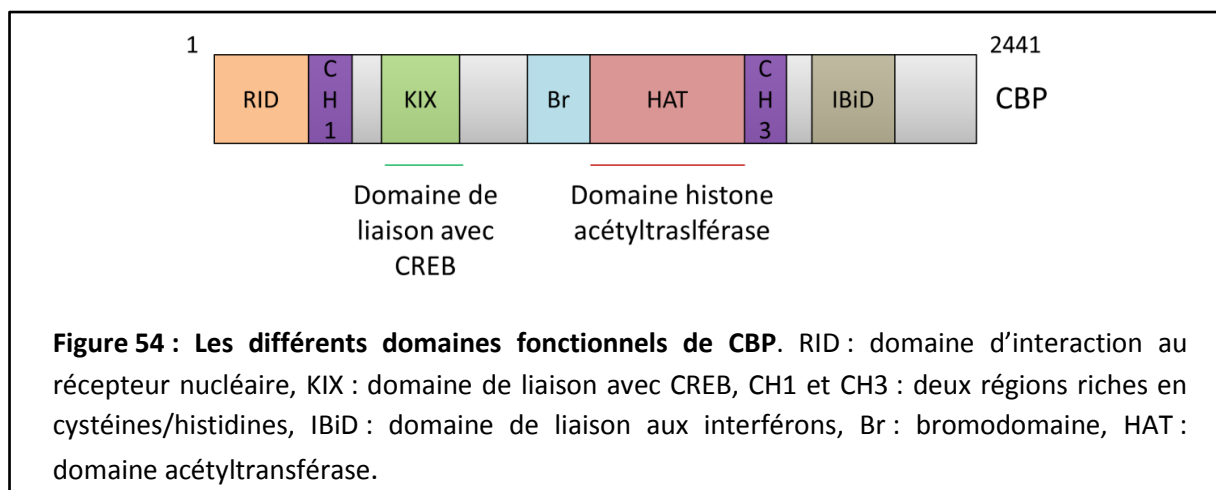 1 2441
RID CH1 KIX Br HAT CH3 IBiD CBP
Domaine de liaison avec CREB
Domaine histone acétyltraslférase
Figure 54 : Les différents domaines fonctionnels de CBP. RID : domaine d'interaction au
récepteur nucléaire, KIX : domaine de liaison avec CREB, CH1 et CH3 : deux régions riches en
cystéines/histidines, IBiD : domaine de liaison aux interférons, Br : bromodomaine, HAT :
domaine acétyltransférase.